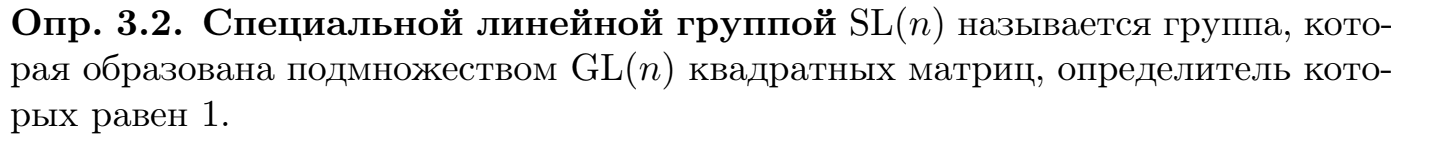 Опр. 3.2. Специальной линейной группой SL(n) называется группа, кото-
рая образована подмножеством GL(n) квадратных матриц, определитель кото-
рых равен 1.